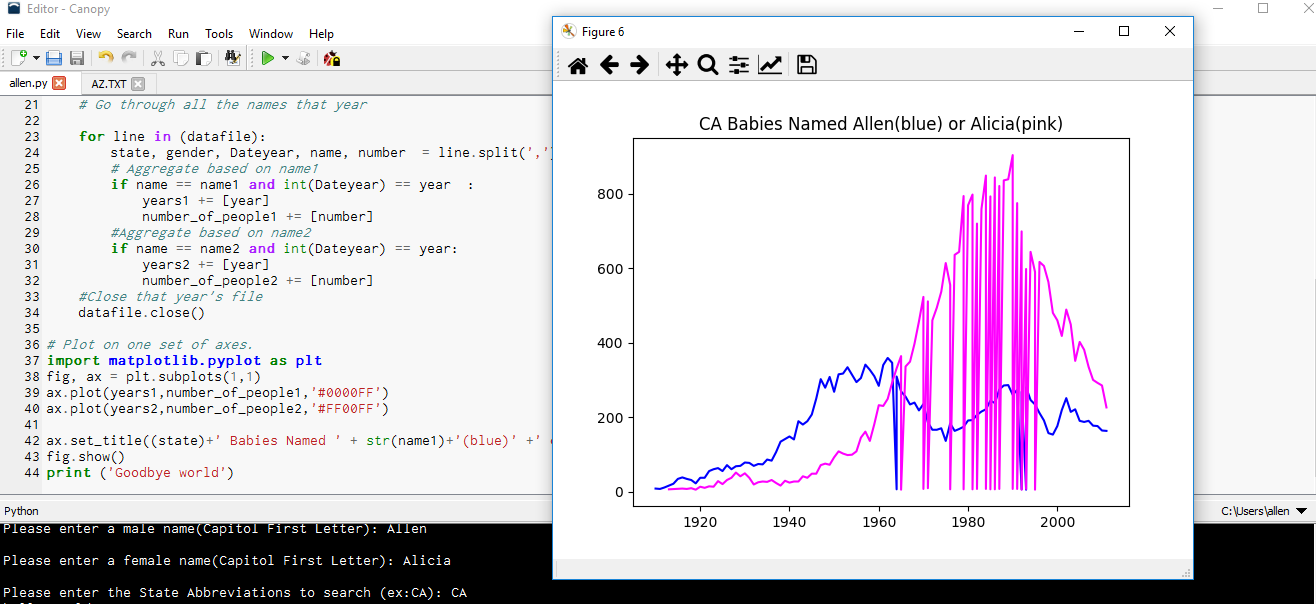 Editor - Canopy
File Edit View Search Run Tools Window Help
allen.py AZ.TXT
21 # Go through all the names that year
22
23 for line in (datafile):
24 state, gender, Dateyear, name, number = line.split(',')
25 # Aggregate based on name1
26 if name == name1 and int(Dateyear) == year :
27 years1 += [year]
28 number_of_people1 += [number]
29 #Aggregate based on name2
30 if name == name2 and int(Dateyear) == year:
31 years2 += [year]
32 number_of_people2 += [number]
33 #Close that year's file
34 datafile.close()
35
36 # Plot on one set of axes.
37 import matplotlib.pyplot as plt
38 fig, ax = plt.subplots(1,1)
39 ax.plot(years1,number_of_people1,'#0000FF')
40 ax.plot(years2,number_of_people2,'#FF00FF')
41
42 ax.set_title((state)+' Babies Named ' + str(name1)+'(blue)' +'
43 fig.show()
44 print ('Goodbye world')
Python
C:\Users\allen
Please enter a male name(Capitol First Letter): Allen
Please enter a female name(Capitol First Letter): Alicia
Please enter the State Abbreviations to search (ex:CA): CA
Figure 6
CA Babies Named Allen(blue) or Alicia(pink)
800
600
400
200
0
1920 1940 1960 1980 2000